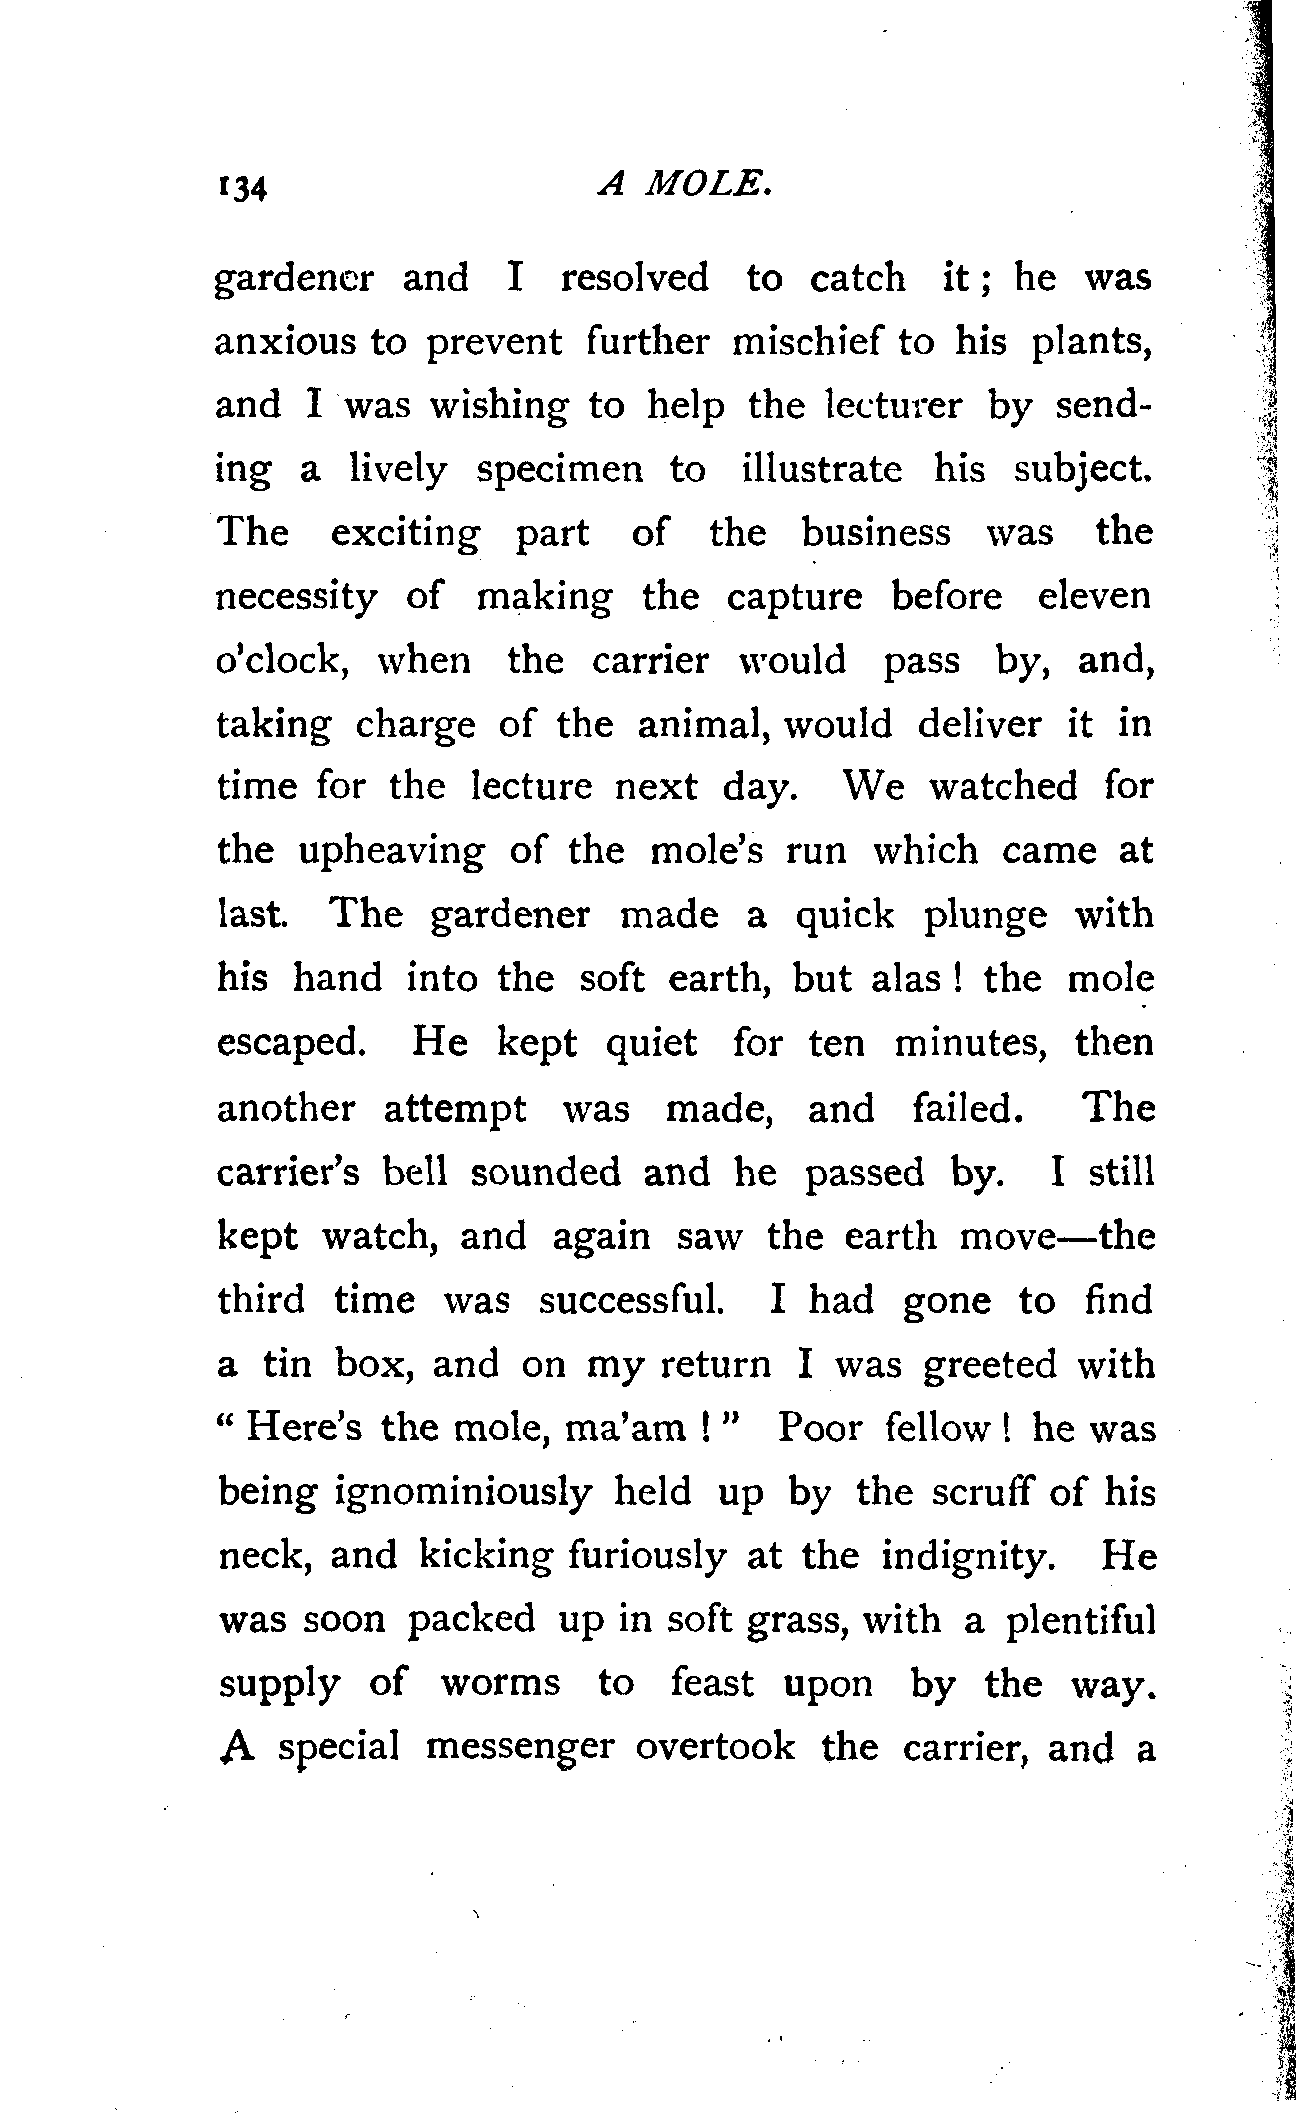 134 A MOLE.
gardener and I resolved to catch it; he was
anxious to prevent further mischief to his plants,
and I was wishing to help the lecturer by send-
ing a lively specimen to illustrate his subject.
The exciting part of the business was the
necessity of making the capture before eleven
o'clock, when the carrier would pass by, and,
taking charge of the animal, would deliver it in
time for the lecture next day. We watched for
the upheaving of the mole's run which came at
last. The gardener made a quick plunge with
his hand into the soft earth, but alas! the mole
escaped. He kept quiet for ten minutes, then
another attempt was made, and failed. The
carrier's bell sounded and he passed by. I still
kept watch, and again saw the earth move—the
third time was successful. I had gone to find
a tin box, and on my return I was greeted with
“Here's the mole, ma'am!” Poor fellow! he was
being ignominiously held up by the scruff of his
neck, and kicking furiously at the indignity. He
was soon packed up in soft grass, with a plentiful
supply of worms to feast upon by the way.
A special messenger overtook the carrier, and a